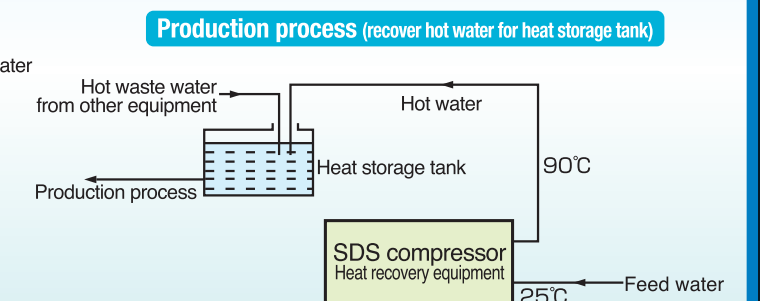 Production process (recover hot water for heat storage tank)
ater
Hot waste water
from other equipment
Hot water
Heat storage tank
90℃
Production process
SDS compressor
Heat recovery equipment
Feed water
25℃